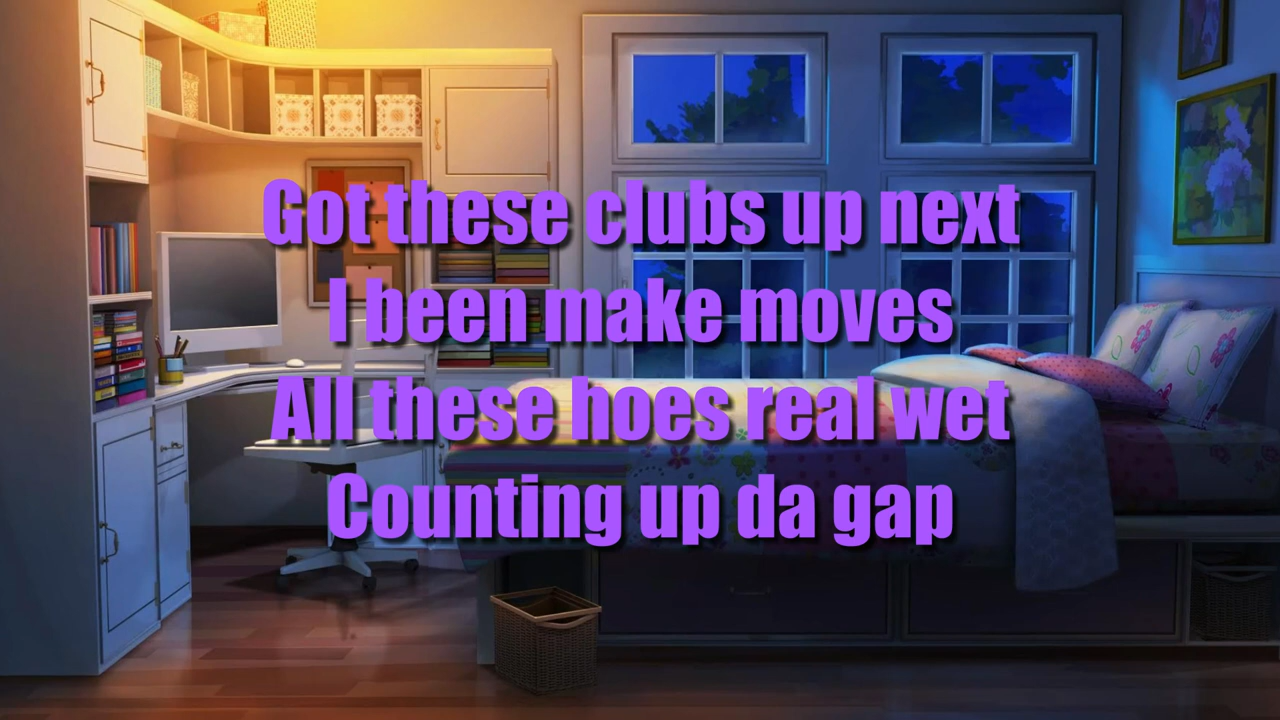 Got these clubs up next
I been make moves
All these hoes real wet
Counting up da gap